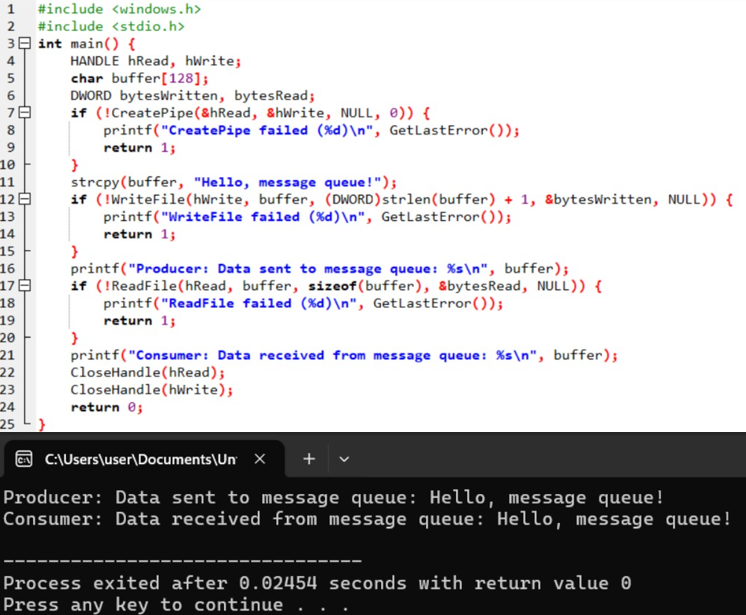 1 #include <windows.h>
2 #include <stdio.h>
3 int main() {
4 HANDLE hRead, hWrite;
5 char buffer[128];
6 DWORD bytesWritten, bytesRead;
7 if (!CreatePipe(&hRead, &hWrite, NULL, 0)) {
8 printf("CreatePipe failed (%d)\n", GetLastError());
9 return 1;
10 }
11 strcpy(buffer, "Hello, message queue!");
12 if (!WriteFile(hWrite, buffer, (DWORD)strlen(buffer) + 1, &bytesWritten, NULL)) {
13 printf("WriteFile failed (%d)\n", GetLastError());
14 return 1;
15 }
16 printf("Producer: Data sent to message queue: %s\n", buffer);
17 if (!ReadFile(hRead, buffer, sizeof(buffer), &bytesRead, NULL)) {
18 printf("ReadFile failed (%d)\n", GetLastError());
19 return 1;
20 }
21 printf("Consumer: Data received from message queue: %s\n", buffer);
22 CloseHandle(hRead);
23 CloseHandle(hWrite);
24 return 0;
25 }
C:\Users\user\Documents\Un
Producer: Data sent to message queue: Hello, message queue!
Consumer: Data received from message queue: Hello, message queue!
--------------------------------
Process exited after 0.02454 seconds with return value 0
Press any key to continue . . .